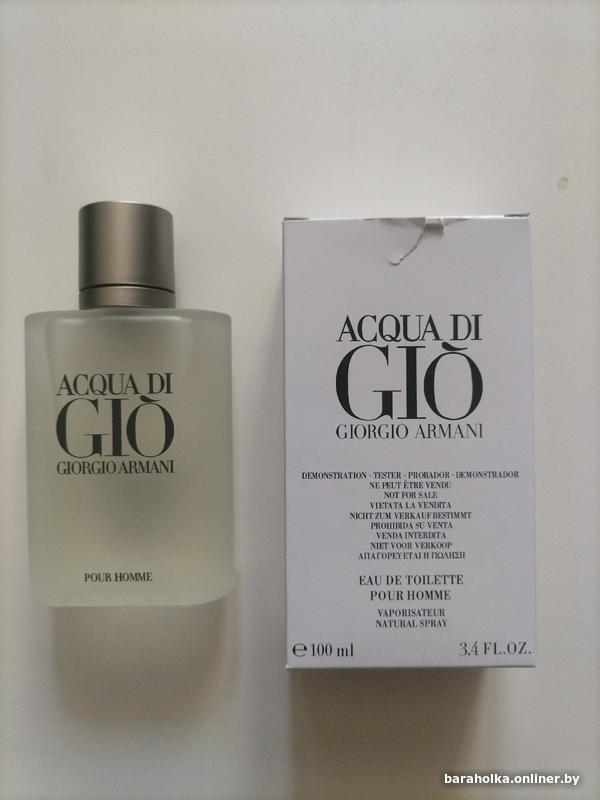 ACQUA DI
GIÒ
GIORGIO ARMANI
POUR HOMME
ACQUA DI
GIÒ
GIORGIO ARMANI
DEMONSTRATION - TESTER - PROBADOR - DEMONSTRADOR
NE PEUT ÊTRE VENDU
NOT FOR SALE
VIETATA LA VENDITA
NICHT ZUM VERKAUF BESTIMMT
PROHIBIDA SU VENTA
VENDA INTERDITA
NIET VOOR VERKOOP
ΑΠΑΓΟΡΕΥΕΤΑΙ Η ΠΩΛΗΣΗ
EAU DE TOILETTE
POUR HOMME
VAPORISATEUR
NATURAL SPRAY
℮ 100 ml 3.4 FL.OZ.
baraholka.onliner.by